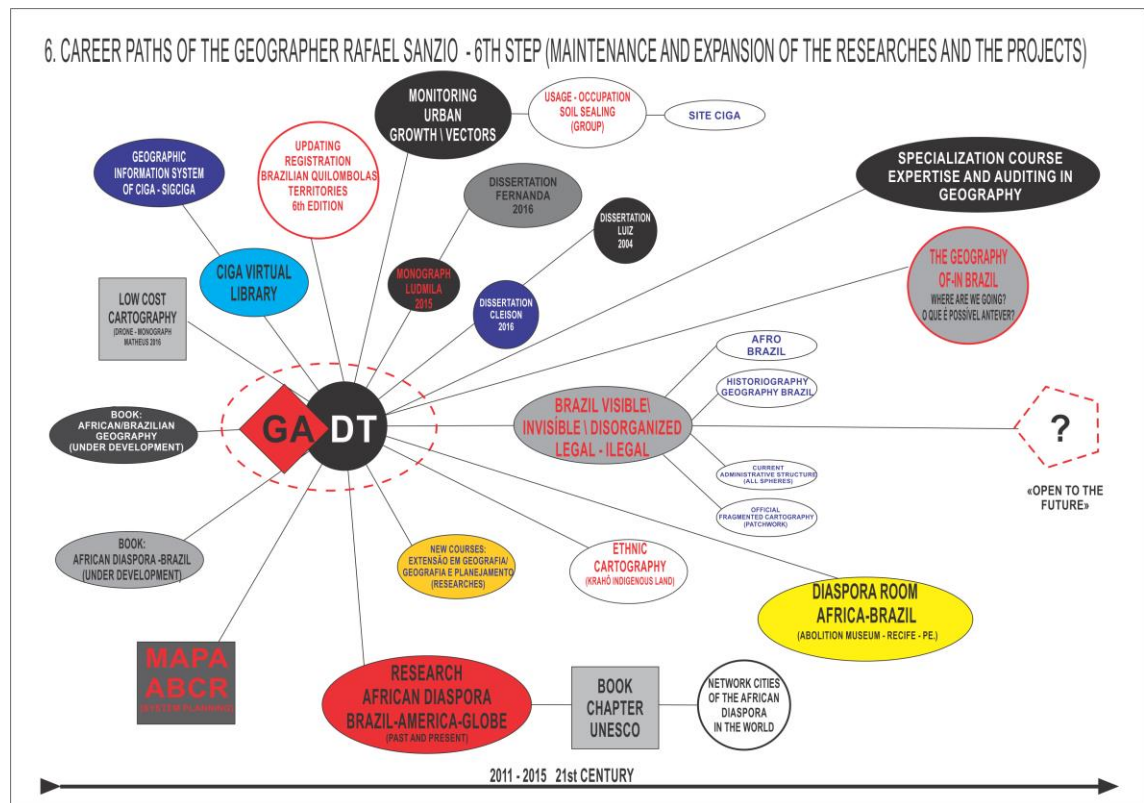 6. CAREER PATHS OF THE GEOGRAPHER RAFAEL SANZIO - 6TH STEP (MAINTENANCE AND EXPANSION OF THE RESEARCHES AND THE PROJECTS)
MONITORING
URBAN
GROWTH \ VECTORS
USAGE - OCCUPATION
SOIL SEALING
(GROUP)
SITE CIGA
GEOGRAPHIC
INFORMATION SYSTEM
OF CIGA - SIGCIGA
UPDATING
REGISTRATION
BRAZILIAN QUILOMBOLAS
TERRITORIES
6th EDITION
DISSERTATION
FERNANDA
2016
DISSERTATION
LUIZ
2004
SPECIALIZATION COURSE
EXPERTISE AND AUDITING IN
GEOGRAPHY
CIGA VIRTUAL
LIBRARY
MONOGRAPH
LUDMILA
2015
DISSERTATION
CLEISON
2016
THE GEOGRAPHY
OF-IN BRAZIL
WHERE ARE WE GOING?
O QUE É POSSÍVEL ANTEVER?
LOW COST
CARTOGRAPHY
(DRONE - MONOGRAPH
MATHEUS 2016)
AFRO
BRAZIL
HISTORIOGRAPHY
GEOGRAPHY BRAZIL
BOOK:
AFRICAN/BRAZILIAN
GEOGRAPHY
(UNDER DEVELOPMENT)
GA DT
BRAZIL VISIBLE\
INVISÍBLE \ DISORGANIZED
LEGAL - ILEGAL
?
«OPEN TO THE
FUTURE»
CURRENT
ADMINISTRATIVE STRUCTURE
(ALL SPHERES)
OFFICIAL
FRAGMENTED CARTOGRAPHY
(PATCHWORK)
BOOK:
AFRICAN DIASPORA -BRAZIL
(UNDER DEVELOPMENT)
NEW COURSES:
EXTENSÃO EM GEOGRAFIA/
GEOGRAFIA E PLANEJAMENTO
(RESEARCHES)
ETHNIC
CARTOGRAPHY
(KRAHÔ INDIGENOUS LAND)
DIASPORA ROOM
AFRICA-BRAZIL
(ABOLITION MUSEUM - RECIFE - PE.)
MAPA
ABCR
(SYSTEM PLANNING)
RESEARCH
AFRICAN DIASPORA
BRAZIL-AMERICA-GLOBE
(PAST AND PRESENT)
BOOK
CHAPTER
UNESCO
NETWORK CITIES
OF THE AFRICAN
DIASPORA
IN THE WORLD
2011 - 2015 21st CENTURY